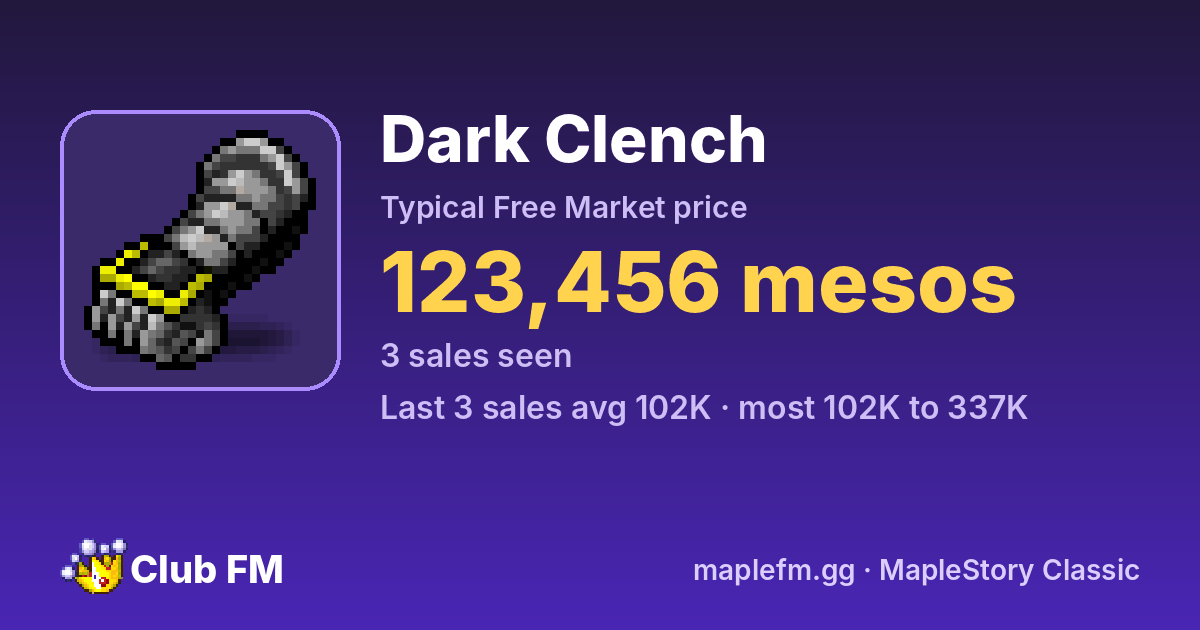 Dark Clench
Typical Free Market price
123,456 mesos
3 sales seen
Last 3 sales avg 102K · most 102K to 337K
Club FM
maplefm.gg · MapleStory Classic